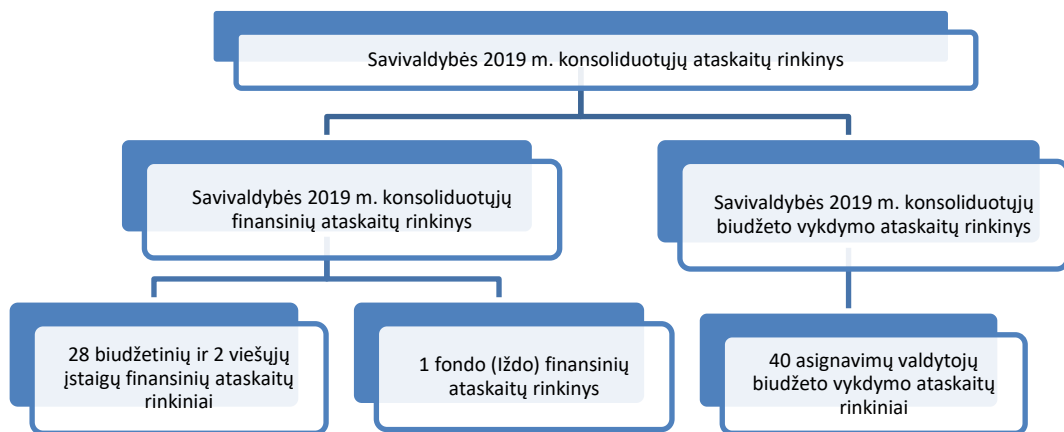 Savivaldybės 2019 m. konsoliduotųjų ataskaitų rinkinys
Savivaldybės 2019 m. konsoliduotųjų
finansinių ataskaitų rinkinys
Savivaldybės 2019 m. konsoliduotųjų
biudžeto vykdymo ataskaitų rinkinys
28 biudžetinių ir 2 viešųjų
įstaigų finansinių ataskaitų
rinkiniai
1 fondo (Iždo) finansinių
ataskaitų rinkinys
40 asignavimų valdytojų
biudžeto vykdymo ataskaitų
rinkiniai